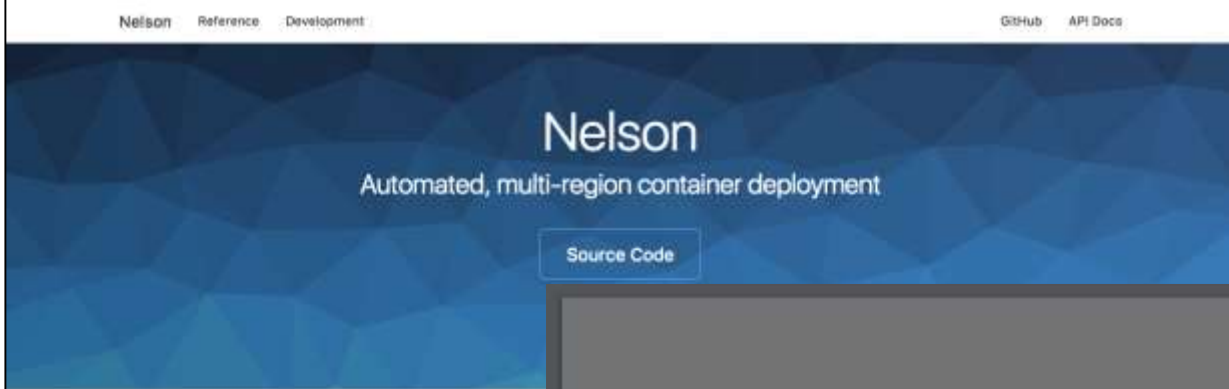 Nelson Reference Development GitHub API Docs
Nelson
Automated, multi-region container deployment
Source Code